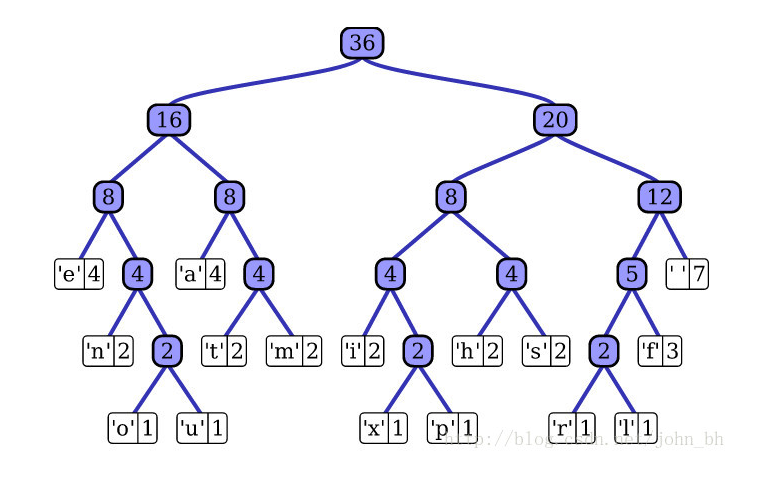 36
16 20
8 8 8 12
'e' 4 4 'a' 4 4 4 4 5 ' ' 7
'n' 2 2 't' 2 'm' 2 'i' 2 2 'h' 2 's' 2 2 'f' 3
'o' 1 'u' 1 'x' 1 'p' 1 'r' 1 'l' 1
http://blog.csdn.net/john_bh